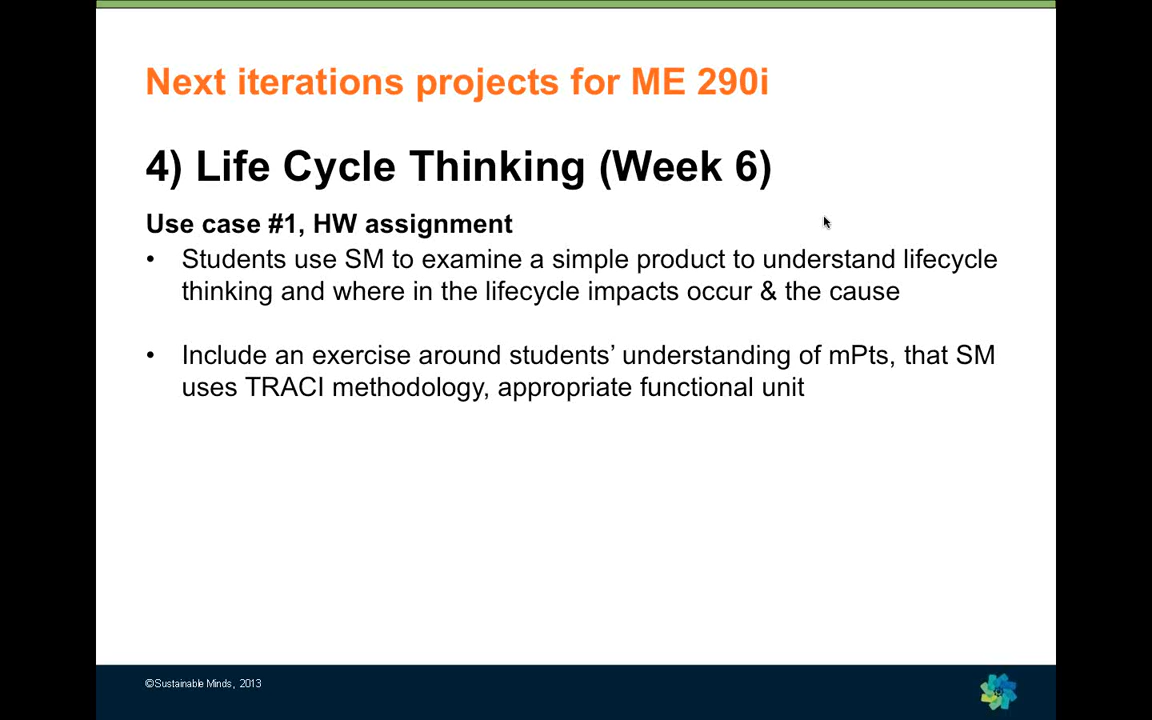 Next iterations projects for ME 290i
4) Life Cycle Thinking (Week 6)
Use case #1, HW assignment
• Students use SM to examine a simple product to understand lifecycle
thinking and where in the lifecycle impacts occur & the cause
• Include an exercise around students’ understanding of mPts, that SM
uses TRACI methodology, appropriate functional unit
©Sustainable Minds, 2013